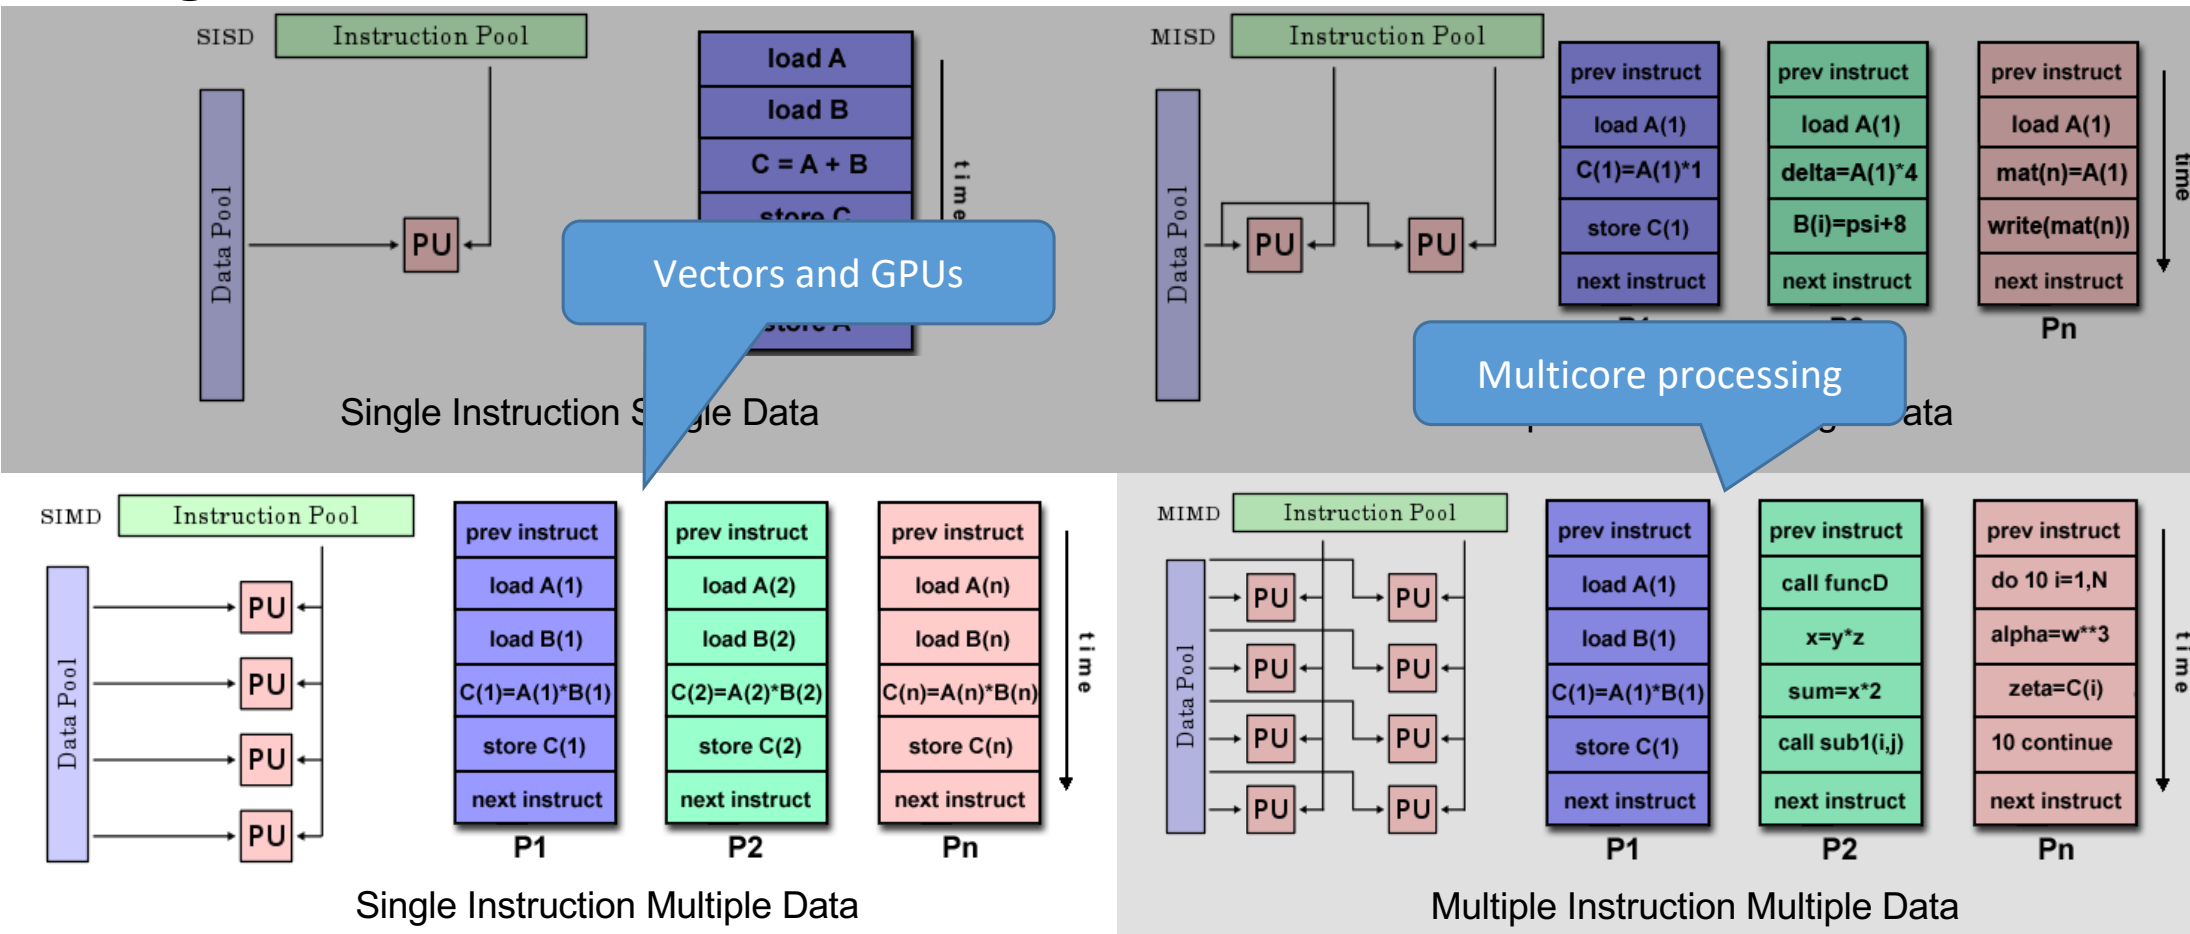 SISD
Instruction Pool
Data Pool
PU
load A
load B
C = A + B
store C
store A
time
Vectors and GPUs
Single Instruction S gle Data
MISD
Instruction Pool
Data Pool
PU
PU
prev instruct
load A(1)
C(1)=A(1)*1
store C(1)
next instruct
prev instruct
load A(1)
delta=A(1)*4
B(i)=psi+8
next instruct
prev instruct
load A(1)
mat(n)=A(1)
write(mat(n))
next instruct
Pn
time
Multicore processing
ata
SIMD
Instruction Pool
Data Pool
PU
PU
PU
PU
prev instruct
load A(1)
load B(1)
C(1)=A(1)*B(1)
store C(1)
next instruct
P1
prev instruct
load A(2)
load B(2)
C(2)=A(2)*B(2)
store C(2)
next instruct
P2
prev instruct
load A(n)
load B(n)
C(n)=A(n)*B(n)
store C(n)
next instruct
Pn
time
Single Instruction Multiple Data
MIMD
Instruction Pool
Data Pool
PU
PU
PU
PU
PU
PU
PU
PU
prev instruct
load A(1)
load B(1)
C(1)=A(1)*B(1)
store C(1)
next instruct
P1
prev instruct
call funcD
x=y*z
sum=x*2
call sub1(i,j)
next instruct
P2
prev instruct
do 10 i=1,N
alpha=w**3
zeta=C(i)
10 continue
next instruct
Pn
time
Multiple Instruction Multiple Data